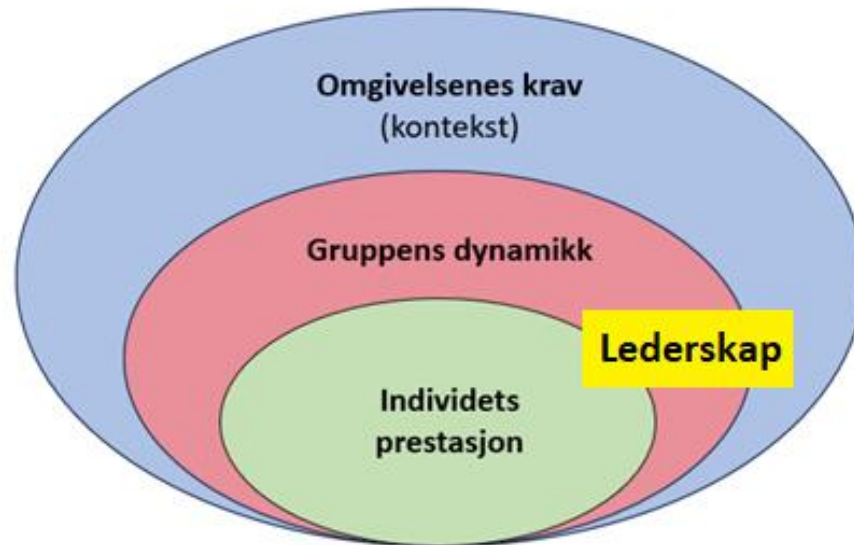 Omgivelsenes krav
(kontekst)
Gruppens dynamikk
Lederskap
Individets
prestasjon